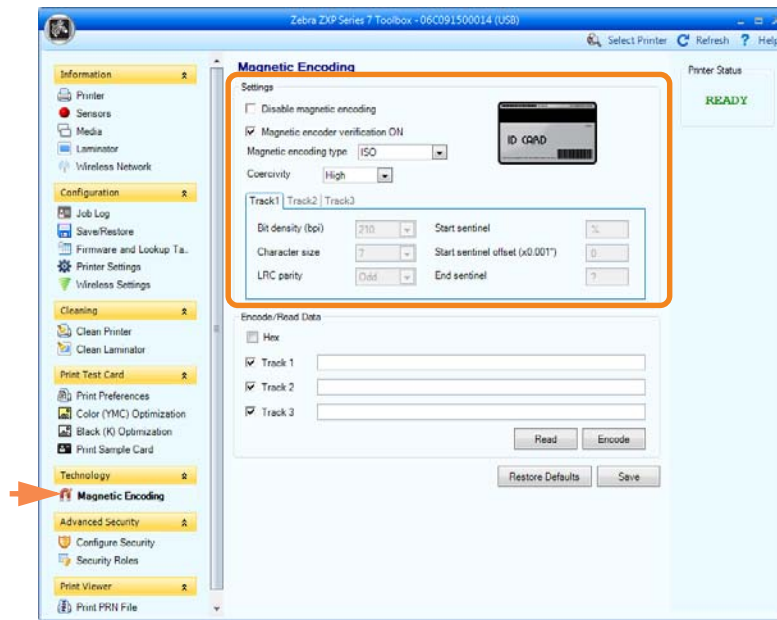 Zebra ZXP Series 7 Toolbox - 06C091500014 (USB)
Select Printer Refresh ? Help
Information
Printer
Sensors
Media
Laminator
Wireless Network
Configuration
Job Log
Save/Restore
Firmware and Lookup Ta..
Printer Settings
Wireless Settings
Cleaning
Clean Printer
Clean Laminator
Print Test Card
Print Preferences
Color (YMC) Optimization
Black (K) Optimization
Print Sample Card
Technology
Magnetic Encoding
Advanced Security
Configure Security
Security Roles
Print Viewer
Print PRN File
Magnetic Encoding
Settings
Disable magnetic encoding
Magnetic encoder verification ON
Magnetic encoding type ISO
Coercivity High
ID CARD
Track1 Track2 Track3
Bit density (bpi) 210 Start sentinel %
Character size 7 Start sentinel offset (x0.001") 0
LRC parity Odd End sentinel ?
Encode/Read Data
Hex
Track 1
Track 2
Track 3
Read Encode
Restore Defaults Save
Printer Status
READY